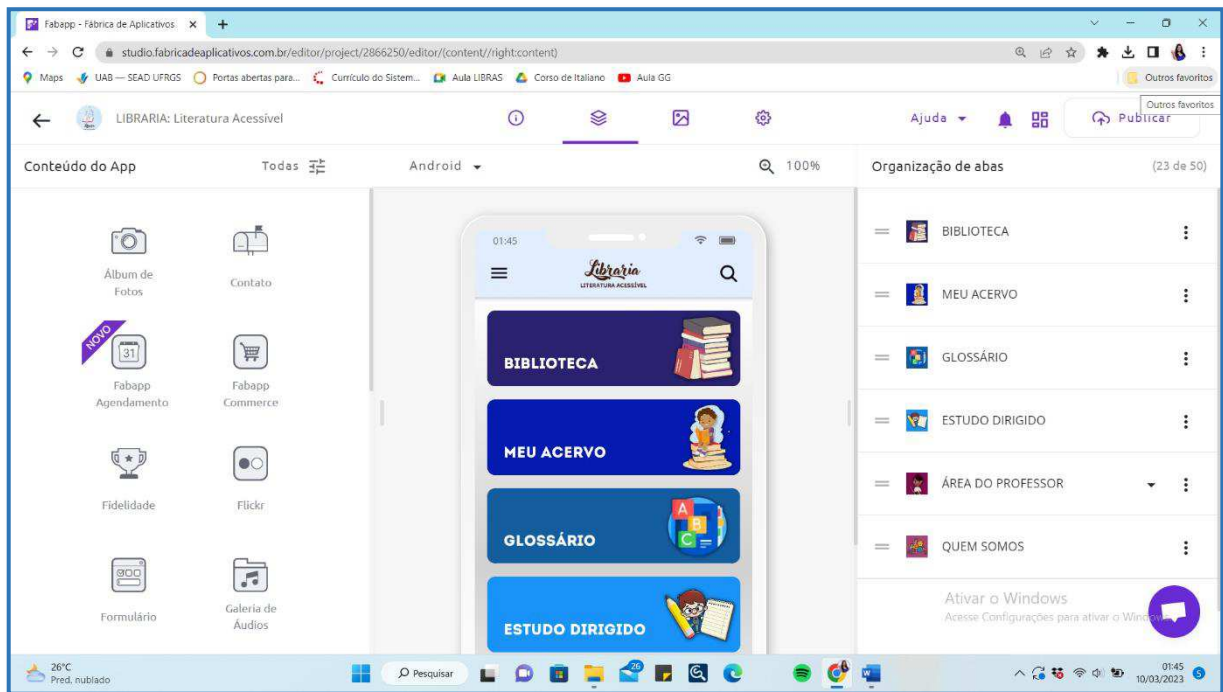 Fabapp - Fábrica de Aplicativos
studio.fabricadeaplicativos.com.br/editor/project/2866250/editor/(content//right:content)
Maps UAB — SEAD UFRGS Portas abertas para... Currículo do Sistem... Aula LIBRAS Corso de Italiano Aula GG Outros favoritos
Outros favoritos
LIBRARIA: Literatura Acessível Ajuda Publicar
Conteúdo do App Todas Android 100% Organização de abas (23 de 50)
Álbum de
Fotos
Contato
NOVO
31
Fabapp
Agendamento
Fabapp
Commerce
Fidelidade
Flickr
Formulário
Galeria de
Áudios
01:45
Libraria
LITERATURA ACESSÍVEL
BIBLIOTECA
MEU ACERVO
GLOSSÁRIO
A
B
C
ESTUDO DIRIGIDO
BIBLIOTECA
MEU ACERVO
GLOSSÁRIO
ESTUDO DIRIGIDO
ÁREA DO PROFESSOR
QUEM SOMOS
Ativar o Windows
Acesse Configurações para ativar o Windows
26°C
Pred. nublado
Pesquisar
26
01:45
10/03/2023
5